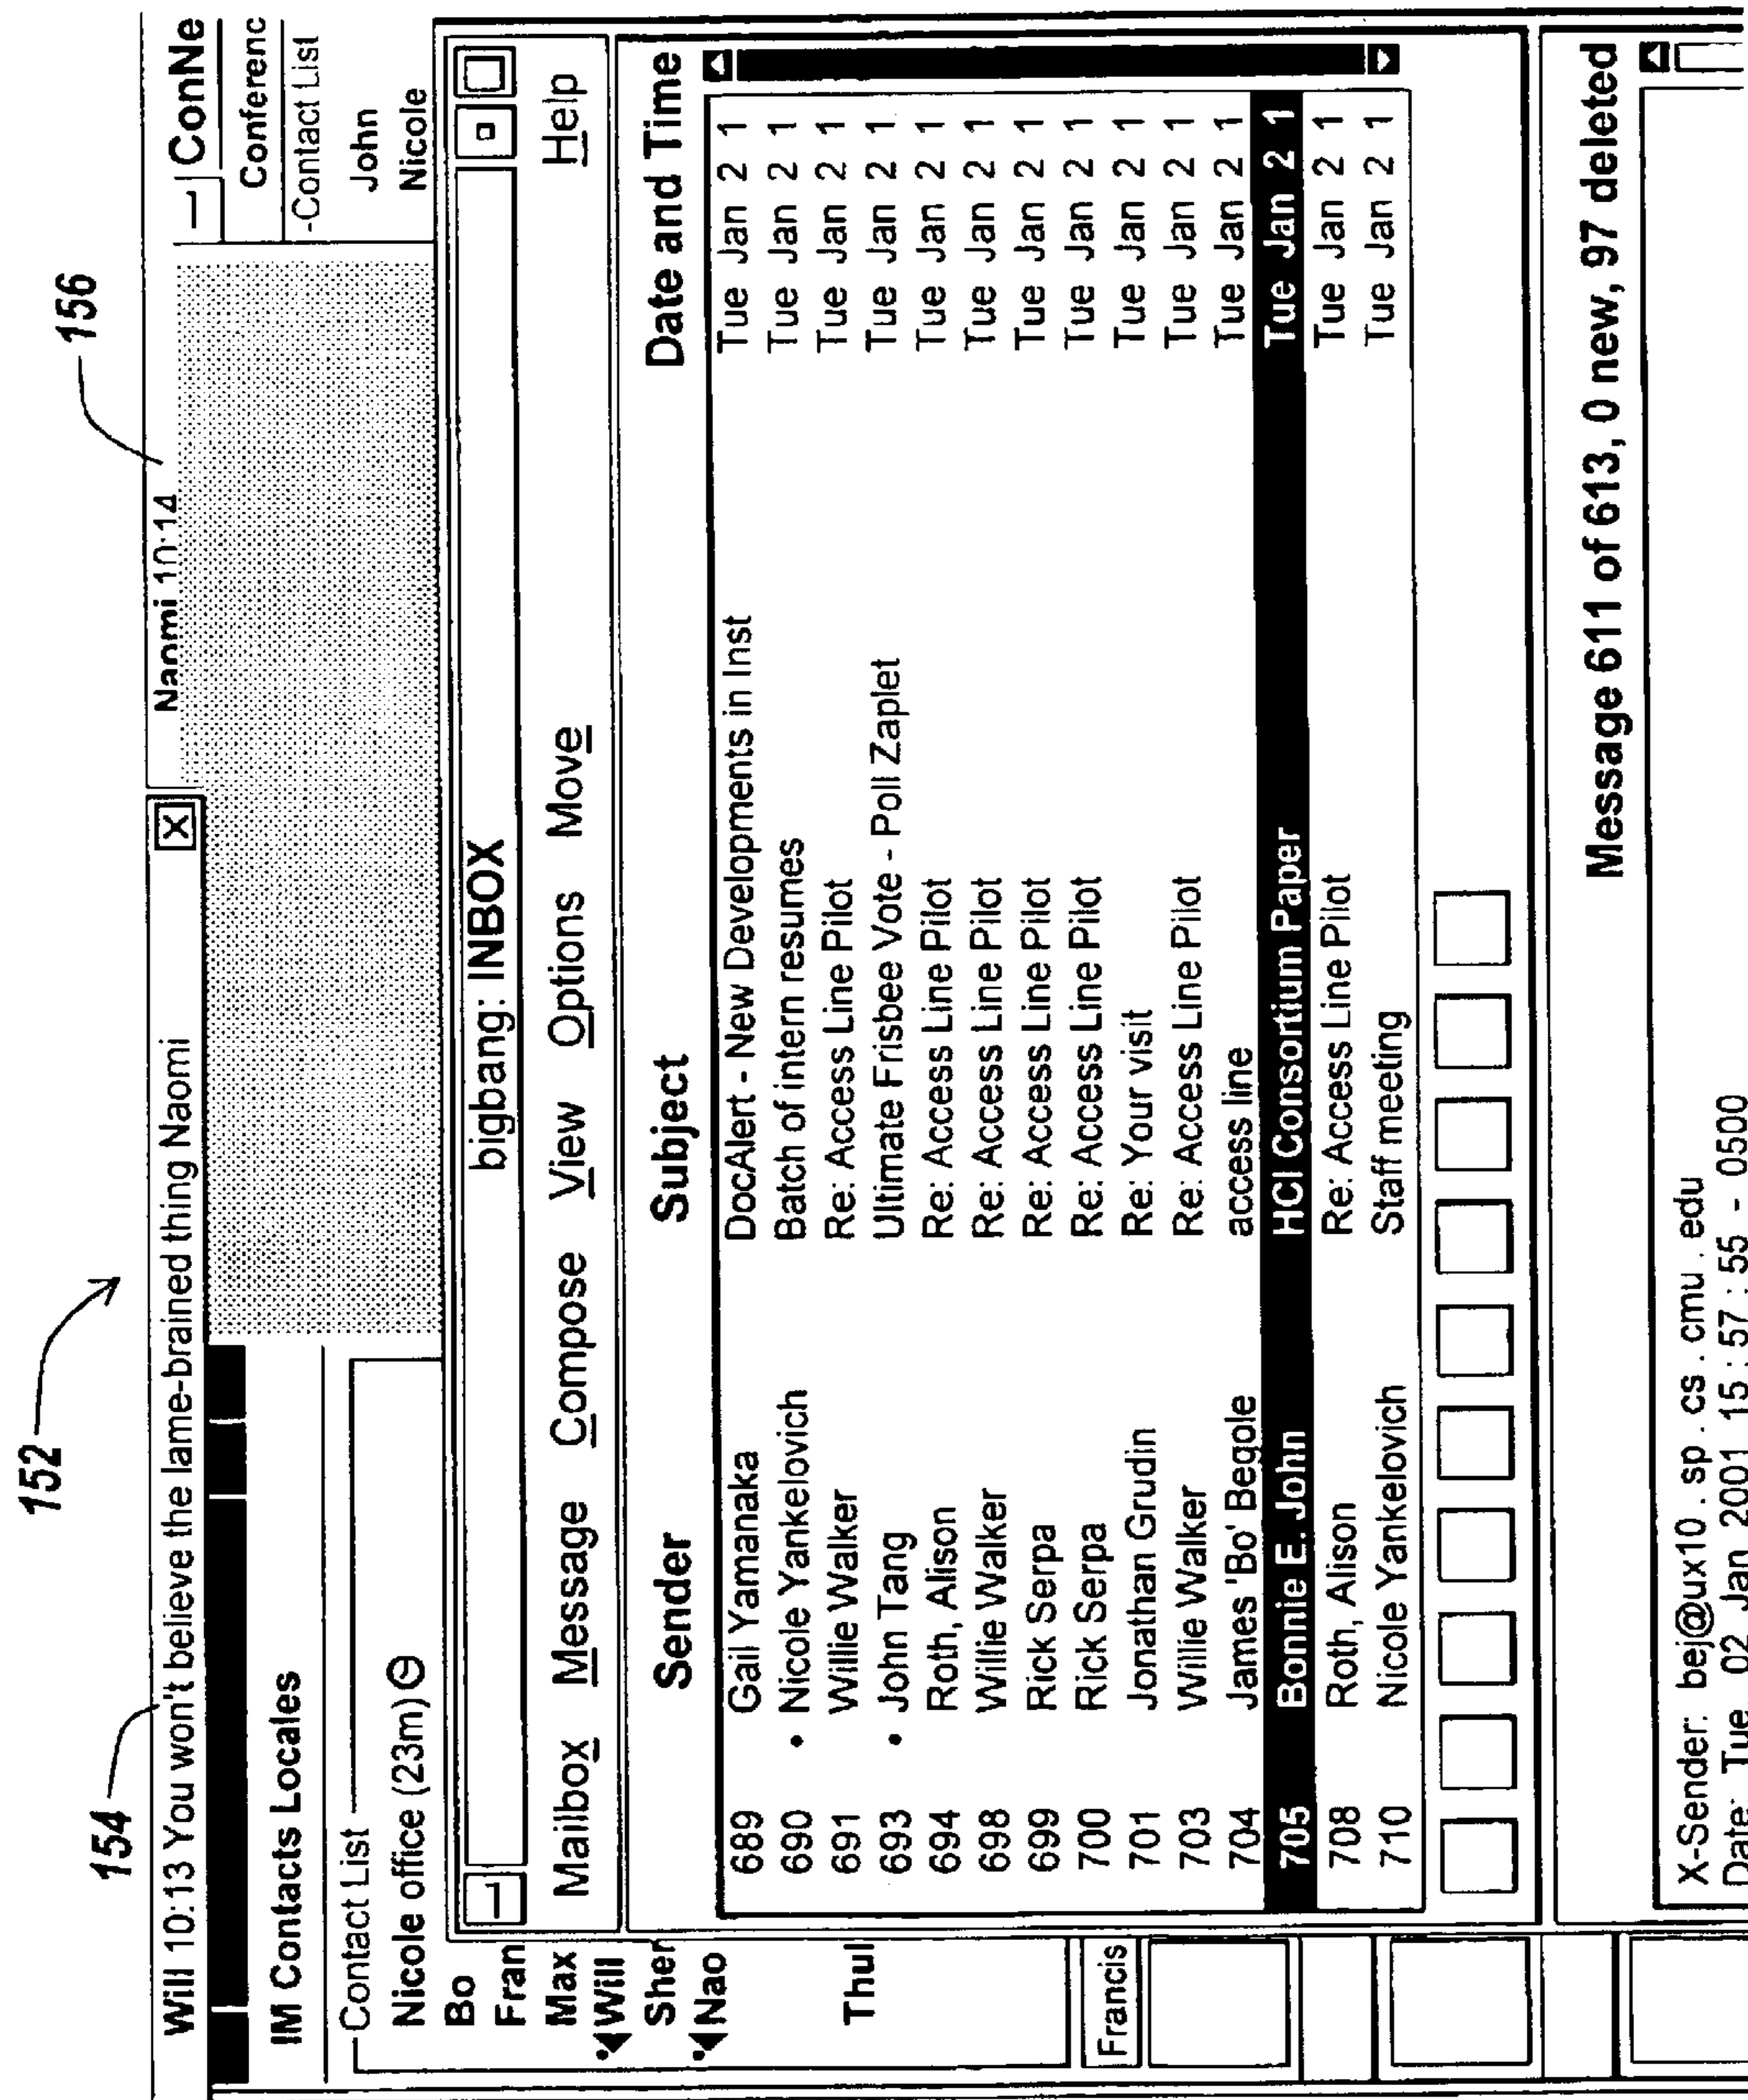 152
154
156
Will 10:13 You won't believe the lame-brained thing Naomi
Naomi 10:14
ConNe
Conferenc
Contact List
John
Nicole
IM Contacts Locales
Contact List
Nicole office (23m)
Bo
Fran
Max
Will
Sher
Nao
Thul
Francis
bigbang: INBOX
Mailbox Message Compose View Options Move Help
Sender Subject Date and Time
689 Gail Yamanaka DocAlert - New Developments in Inst Tue Jan 2 1
690 • Nicole Yankelovich Batch of intern resumes Tue Jan 2 1
691 Willie Walker Re: Access Line Pilot Tue Jan 2 1
693 • John Tang Ultimate Frisbee Vote - Poll Zaplet Tue Jan 2 1
694 Roth, Alison Re: Access Line Pilot Tue Jan 2 1
698 Willie Walker Re: Access Line Pilot Tue Jan 2 1
699 Rick Serpa Re: Access Line Pilot Tue Jan 2 1
700 Rick Serpa Re: Access Line Pilot Tue Jan 2 1
701 Jonathan Grudin Re: Your visit Tue Jan 2 1
703 Willie Walker Re: Access Line Pilot Tue Jan 2 1
704 James 'Bo' Begole access line Tue Jan 2 1
705 Bonnie E. John HCI Consortium Paper Tue Jan 2 1
708 Roth, Alison Re: Access Line Pilot Tue Jan 2 1
710 Nicole Yankelovich Staff meeting Tue Jan 2 1
Message 611 of 613, 0 new, 97 deleted
X-Sender: bej@ux10.sp.cs.cmu.edu
Date: Tue, 02 Jan 2001 15:57:55 - 0500